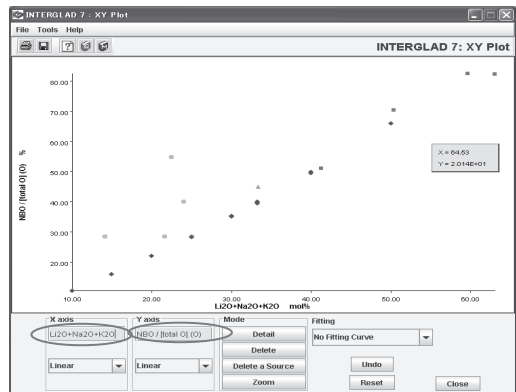 INTERGLAD 7 : XY Plot
File Tools Help
INTERGLAD 7: XY Plot
80.00
70.00
60.00
50.00
40.00
30.00
20.00
NBO / [total O] (O) %
X = 64.53
Y = 2.014E+01
10.00 20.00 30.00 40.00 50.00 60.00
Li2O+Na2O+K2O mol%
X axis Y axis Mode Fitting
Li2O+Na2O+K2O NBO / [total O] (O) Detail No Fitting Curve
Delete
Linear Linear Delete a Source Undo
Zoom Reset Close